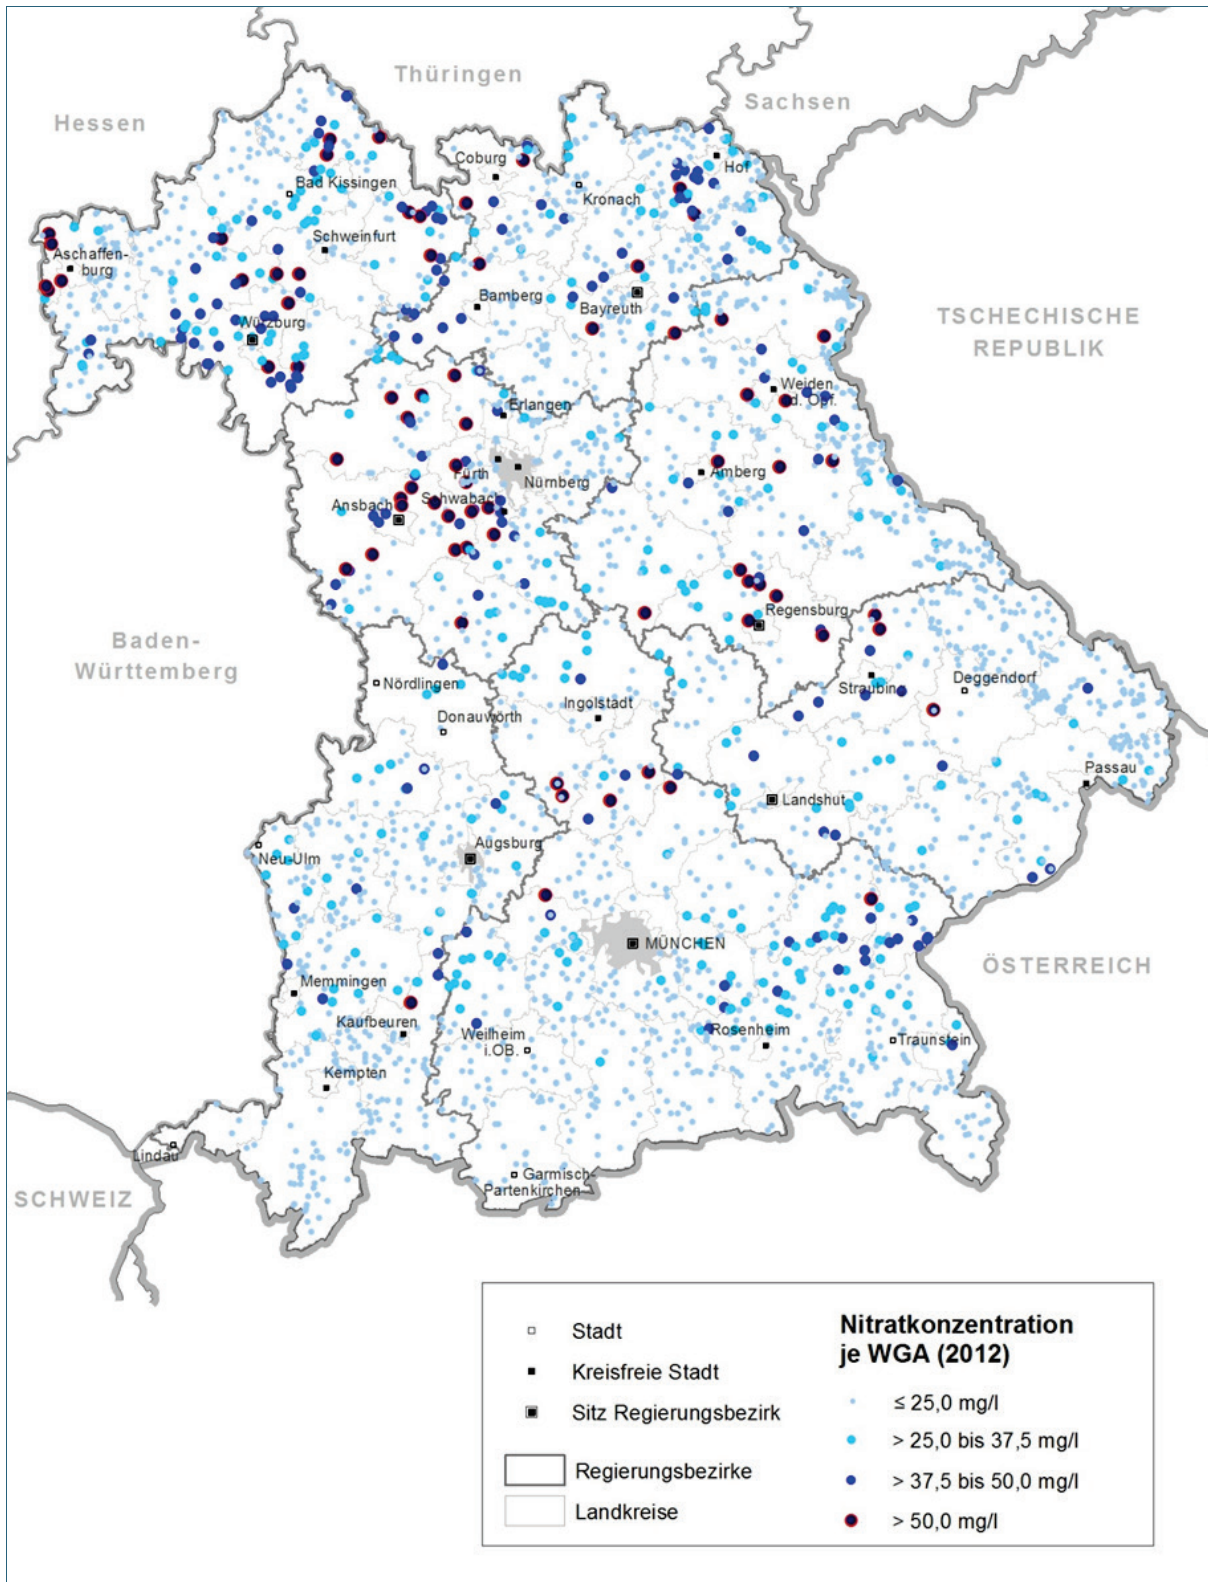 Thüringen
Sachsen
Hessen
Coburg
Hof
Bad Kissingen
Kronach
Schweinfurt
Aschaffen-
burg
Bamberg
Bayreuth
Würzburg
TSCHECHISCHE
REPUBLIK
Weiden
i.d. Opf.
Erlangen
Fürth
Nürnberg
Amberg
Ansbach
Schwabach
Regensburg
Baden-
Württemberg
Nördlingen
Straubing
Deggendorf
Ingolstadt
Donauwörth
Passau
Landshut
Augsburg
Neu-Ulm
MÜNCHEN
ÖSTERREICH
Memmingen
Kaufbeuren
Weilheim
i.OB.
Rosenheim
Traunstein
Kempten
Lindau
Garmisch-
Partenkirchen
SCHWEIZ
Stadt
Kreisfreie Stadt
Sitz Regierungsbezirk
Regierungsbezirke
Landkreise
Nitratkonzentration
je WGA (2012)
≤ 25,0 mg/l
> 25,0 bis 37,5 mg/l
> 37,5 bis 50,0 mg/l
> 50,0 mg/l